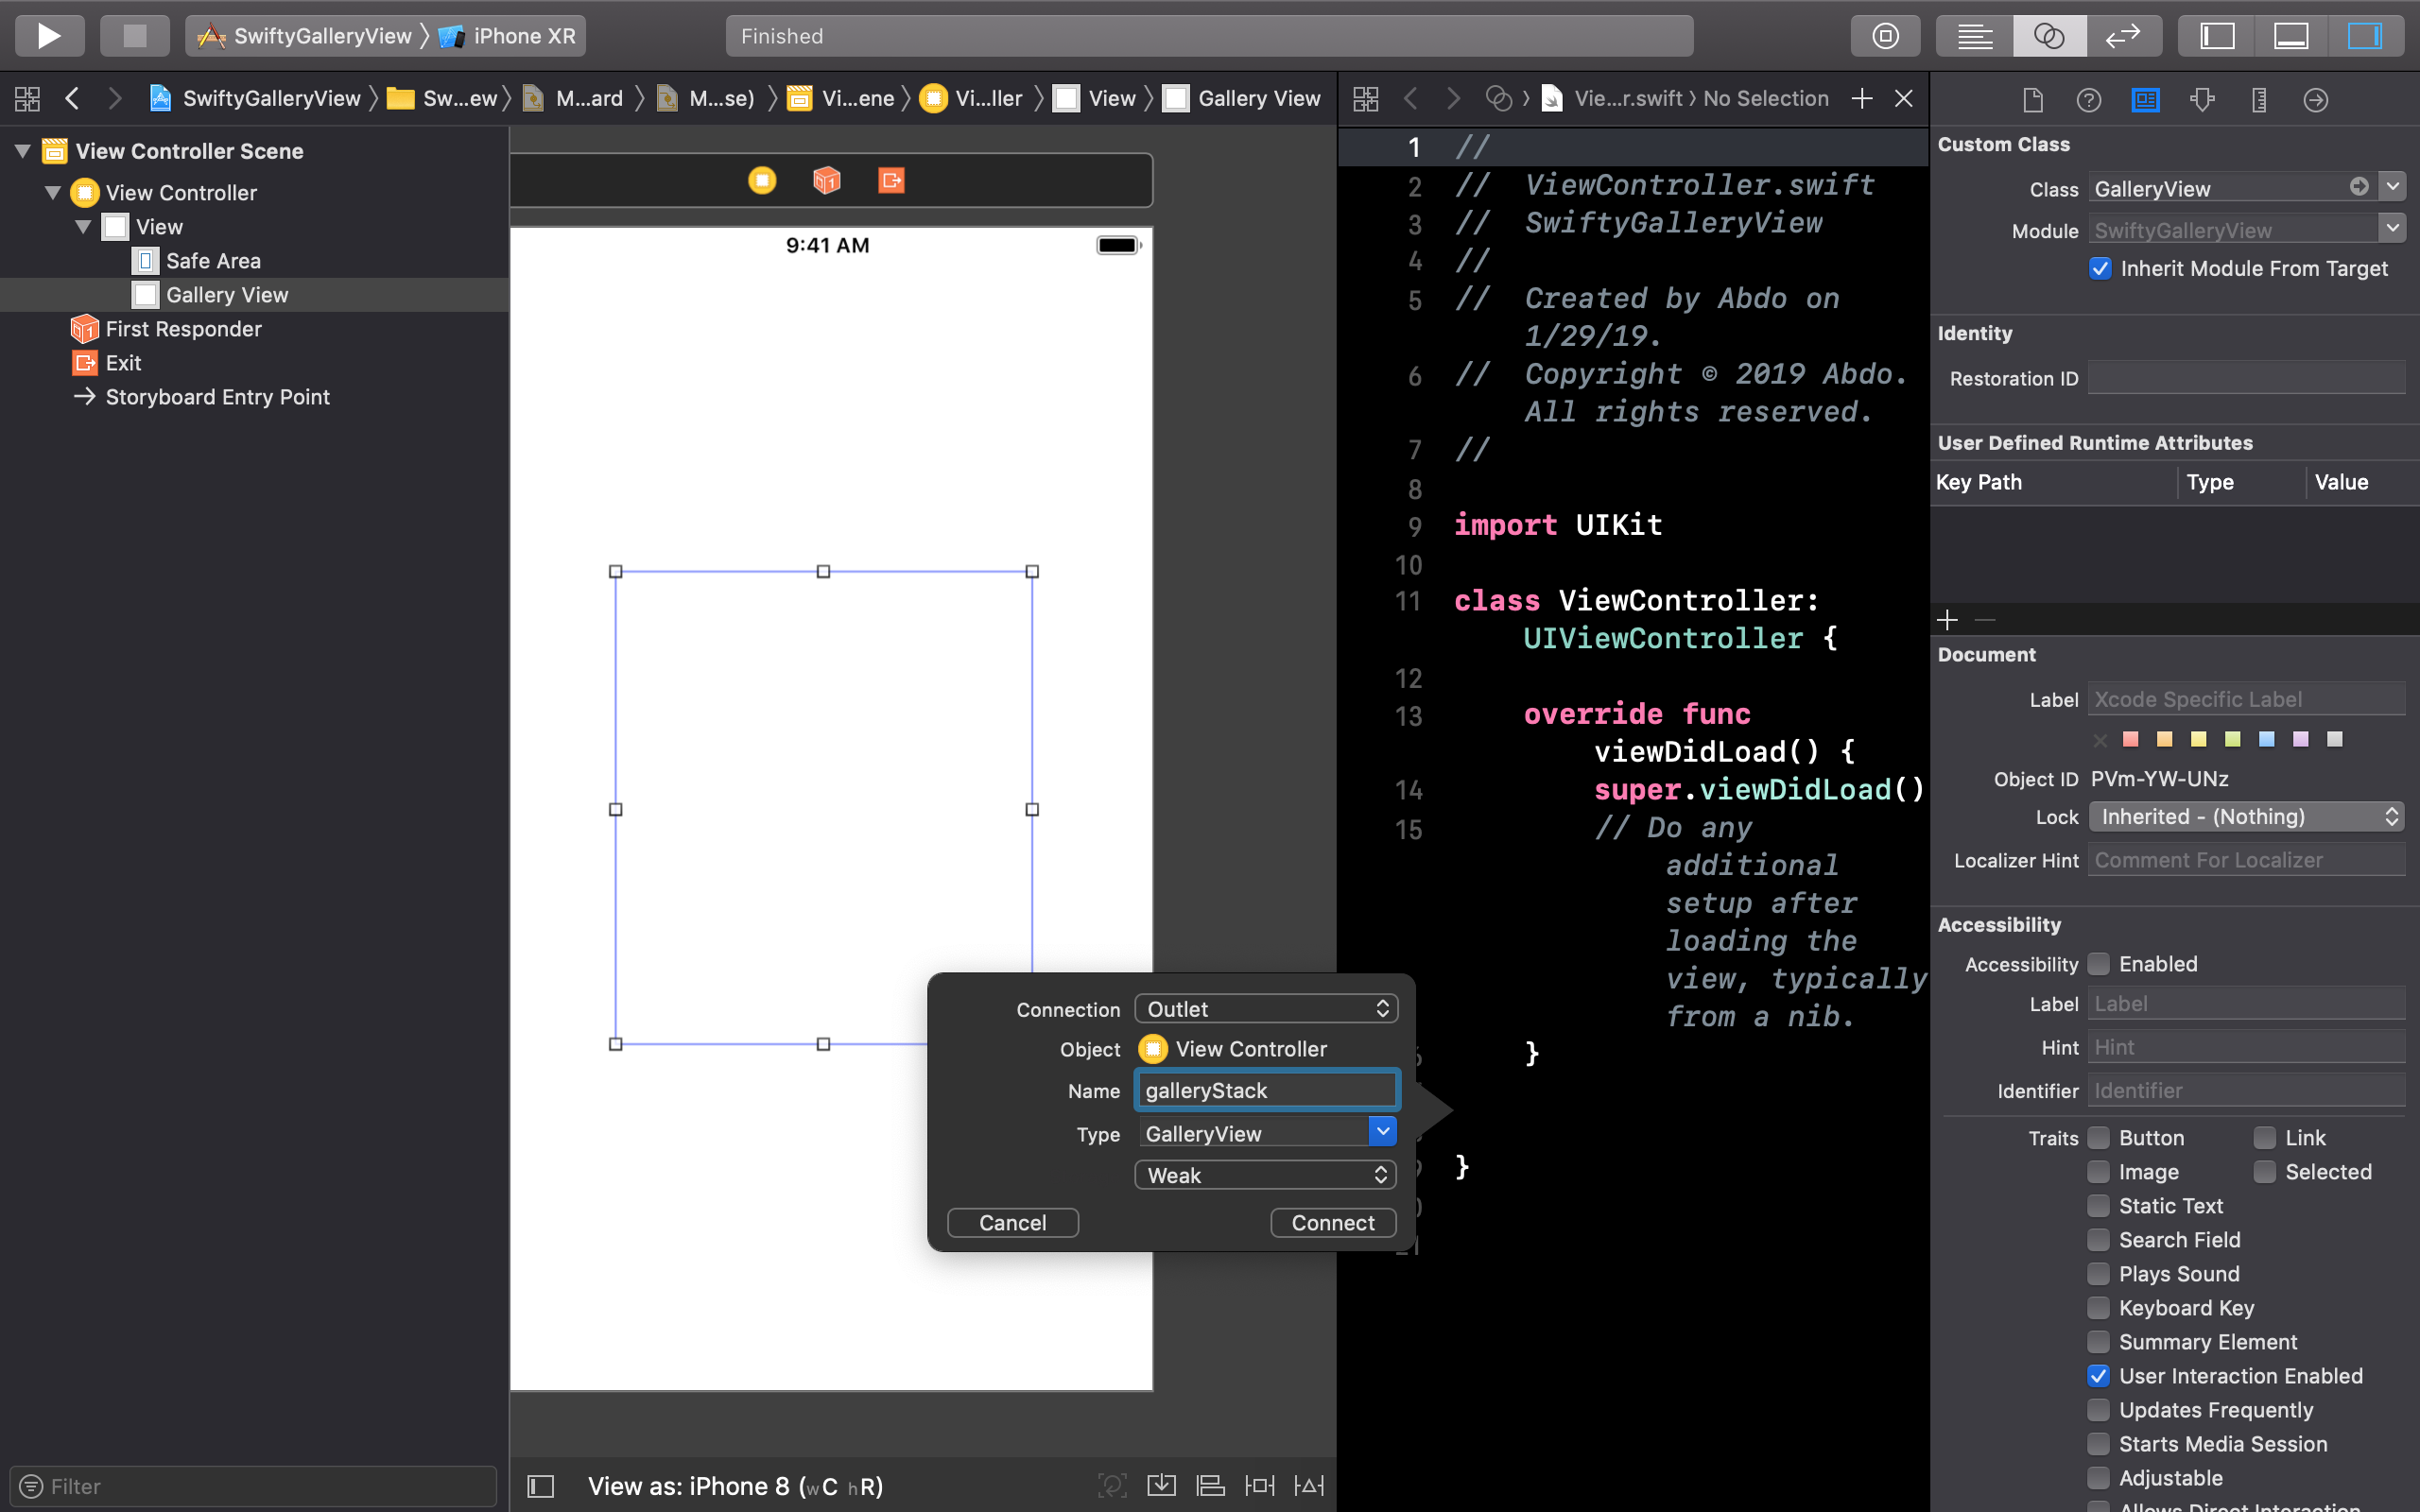 SwiftyGalleryView 〉 iPhone XR
Finished
SwiftyGalleryView 〉 Sw...ew 〉 M...ard 〉 M...se) 〉 Vi...ene 〉 Vi...ller 〉 View 〉 Gallery View
Vie...r.swift 〉 No Selection
View Controller Scene
View Controller
View
Safe Area
Gallery View
First Responder
Exit
Storyboard Entry Point
Filter
9:41 AM
View as: iPhone 8 (wC hR)
Connection Outlet
Object View Controller
Name galleryStack
Type GalleryView
Weak
Cancel Connect
1 //
2 // ViewController.swift
3 // SwiftyGalleryView
4 //
5 // Created by Abdo on
1/29/19.
6 // Copyright © 2019 Abdo.
All rights reserved.
7 //
8
9 import UIKit
10
11 class ViewController:
UIViewController {
12
13 override func
viewDidLoad() {
14 super.viewDidLoad()
15 // Do any
additional
setup after
loading the
view, typically
from a nib.
}
}
Custom Class
Class GalleryView
Module SwiftyGalleryView
Inherit Module From Target
Identity
Restoration ID
User Defined Runtime Attributes
Key Path Type Value
Document
Label Xcode Specific Label
Object ID PVm-YW-UNz
Lock Inherited - (Nothing)
Localizer Hint Comment For Localizer
Accessibility
Accessibility Enabled
Label Label
Hint Hint
Identifier Identifier
Traits Button Link
Image Selected
Static Text
Search Field
Plays Sound
Keyboard Key
Summary Element
User Interaction Enabled
Updates Frequently
Starts Media Session
Adjustable
Allows Direct Interaction